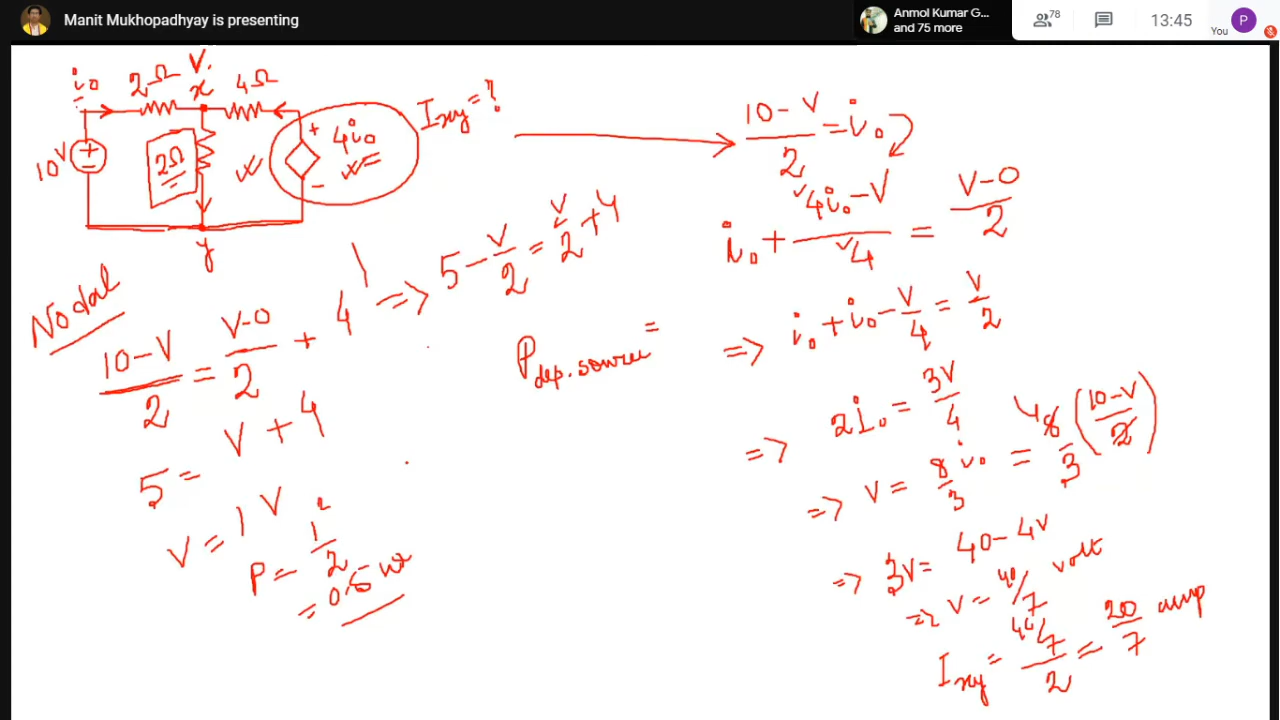 Manit Mukhopadhyay is presenting
Anmol Kumar G...
and 75 more
78
13:45
You
P
i₀
2Ω
V.
x
4Ω
10V
+
−
2Ω
+
4i₀
−
y
Ixy = ?
Nodal
(10-V)/2 = (V-0)/2 + 4
=> 5 - V/2 = V/2 + 4
5 = V + 4
V = 1 V
P = 1²/2
= 0.5 W
Pdep. source =
(10-V)/2 = i₀
i₀ + (4i₀ - V)/4 = (V-0)/2
=> i₀ + i₀ - V/4 = V/2
=> 2i₀ = 3V/4
=> V = 8/3 i₀ = 8/3 ((10-V)/2)
4
=> 3V = 40 - 4V
=> V = 40/7 volt
Ixy = (40/7)/2 = 20/7 amp